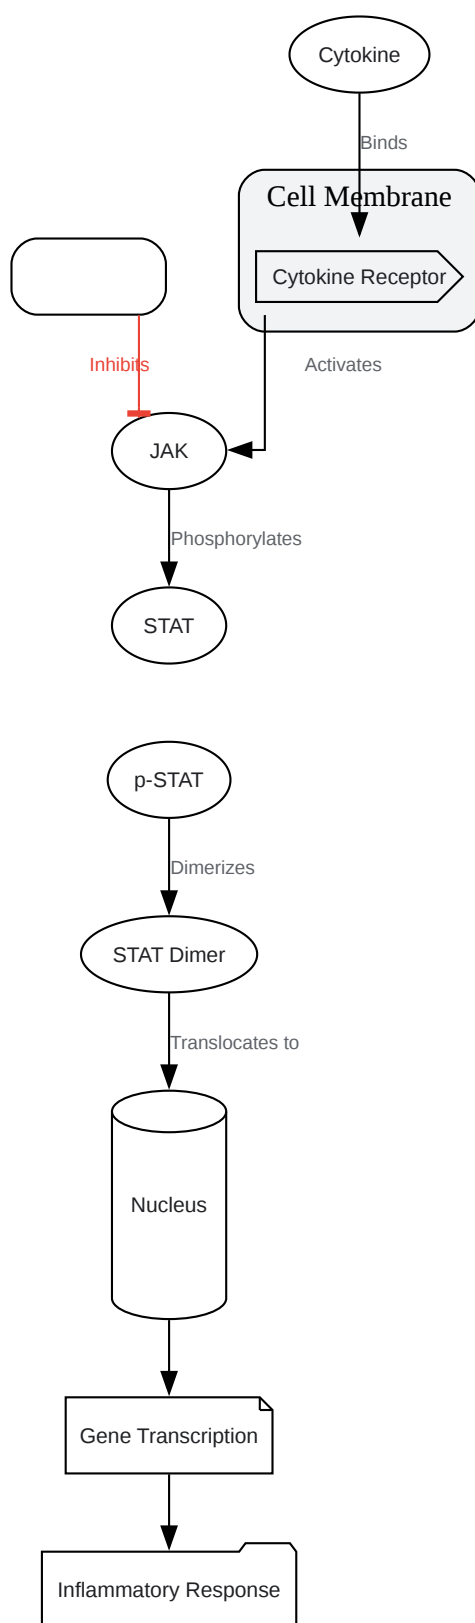 Cytokine
Binds
Cell Membrane
Cytokine Receptor
Inhibits
Activates
JAK
Phosphorylates
STAT
p-STAT
Dimerizes
STAT Dimer
Translocates to
Nucleus
Gene Transcription
Inflammatory Response